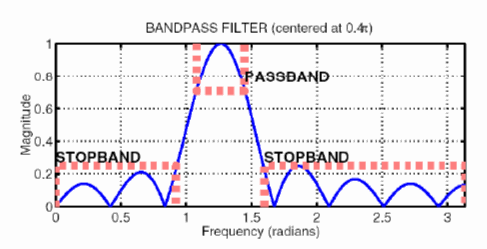 BANDPASS FILTER (centered at 0.4π)
Magnitude
1
0.8
0.6
0.4
0.2
0
PASSBAND
STOPBAND
STOPBAND
0 0.5 1 1.5 2 2.5 3
Frequency (radians)